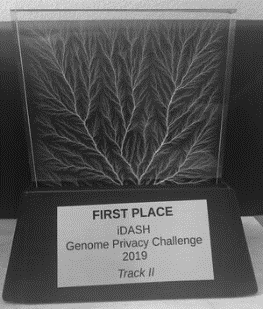 FIRST PLACE
iDASH
Genome Privacy Challenge
2019
Track II